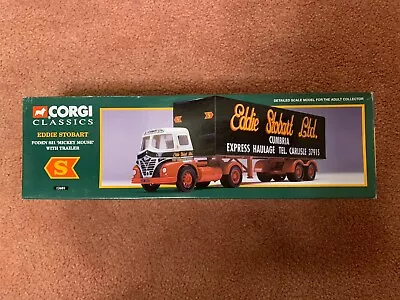 CORGI
CLASSICS
EDDIE STOBART
FODEN S21 'MICKEY MOUSE'
WITH TRAILER
S
13601
DETAILED SCALE MODEL FOR THE ADULT COLLECTOR
Eddie Stobart Ltd.
CUMBRIA
EXPRESS HAULAGE TEL. CARLISLE 37915